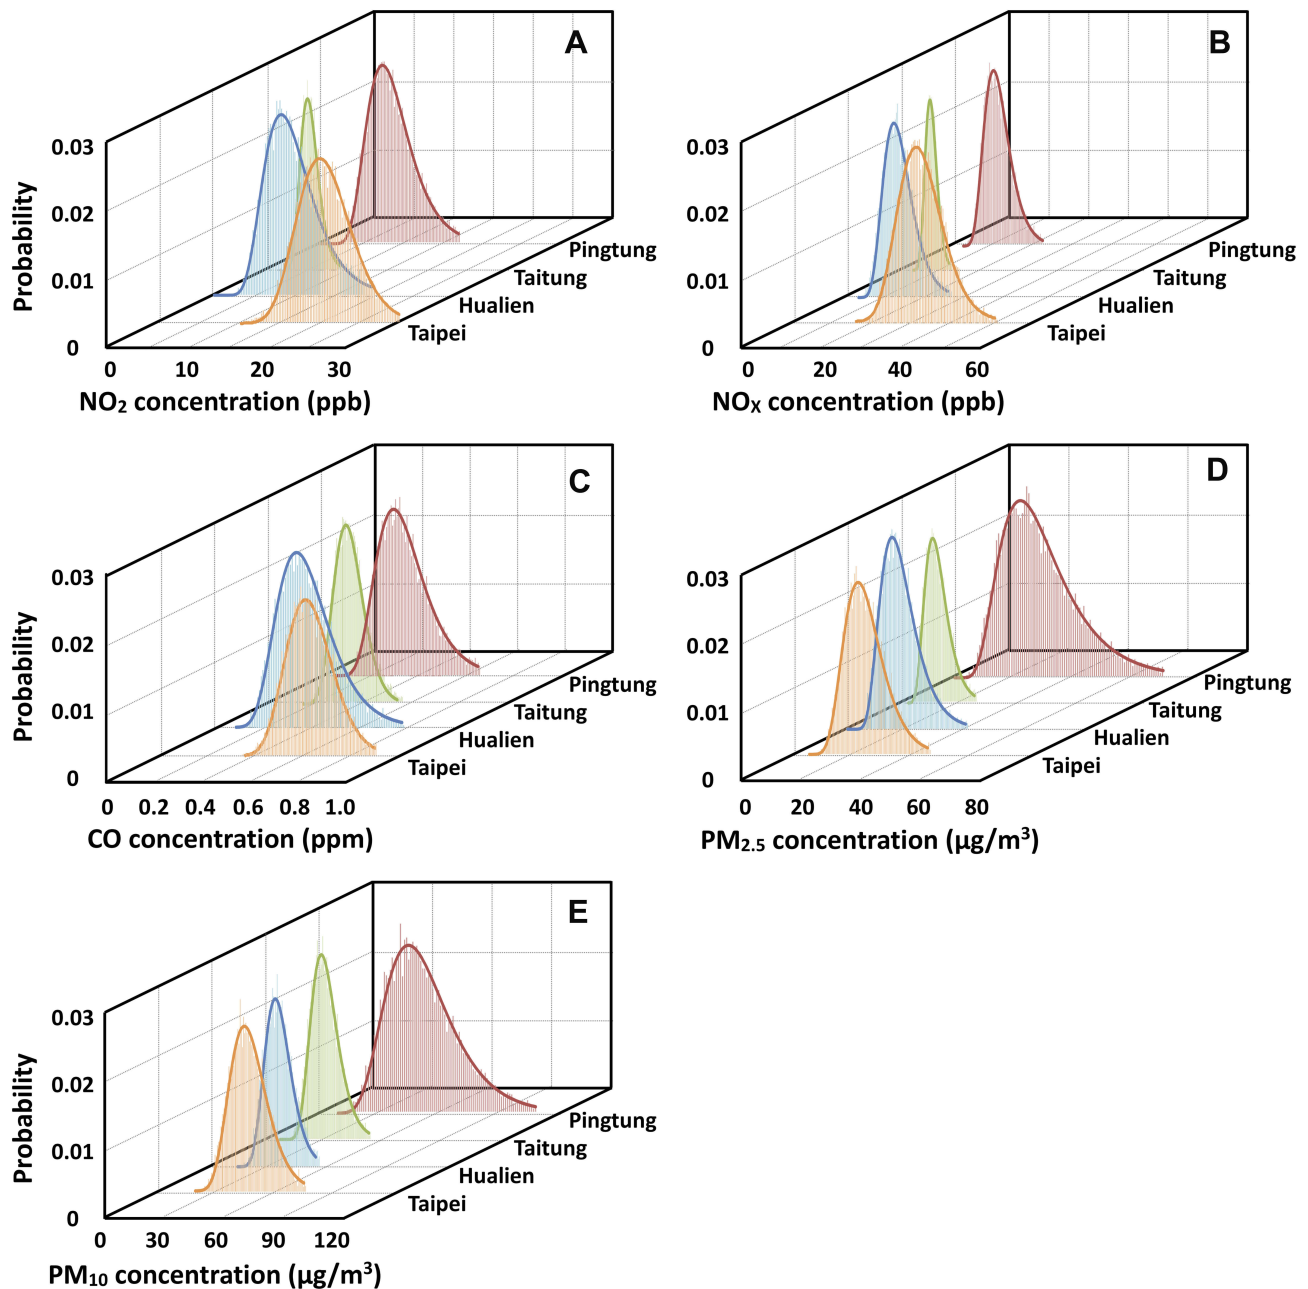 A
0.03
0.02
0.01
0
Probability
Pingtung
Taitung
Hualien
Taipei
0 10 20 30
NO₂ concentration (ppb)
B
0.03
0.02
0.01
0
Pingtung
Taitung
Hualien
Taipei
0 20 40 60
NOₓ concentration (ppb)
C
0.03
0.02
0.01
0
Probability
Pingtung
Taitung
Hualien
Taipei
0 0.2 0.4 0.6 0.8 1.0
CO concentration (ppm)
D
0.03
0.02
0.01
0
Pingtung
Taitung
Hualien
Taipei
0 20 40 60 80
PM₂.₅ concentration (µg/m³)
E
0.03
0.02
0.01
0
Probability
Pingtung
Taitung
Hualien
Taipei
0 30 60 90 120
PM₁₀ concentration (µg/m³)